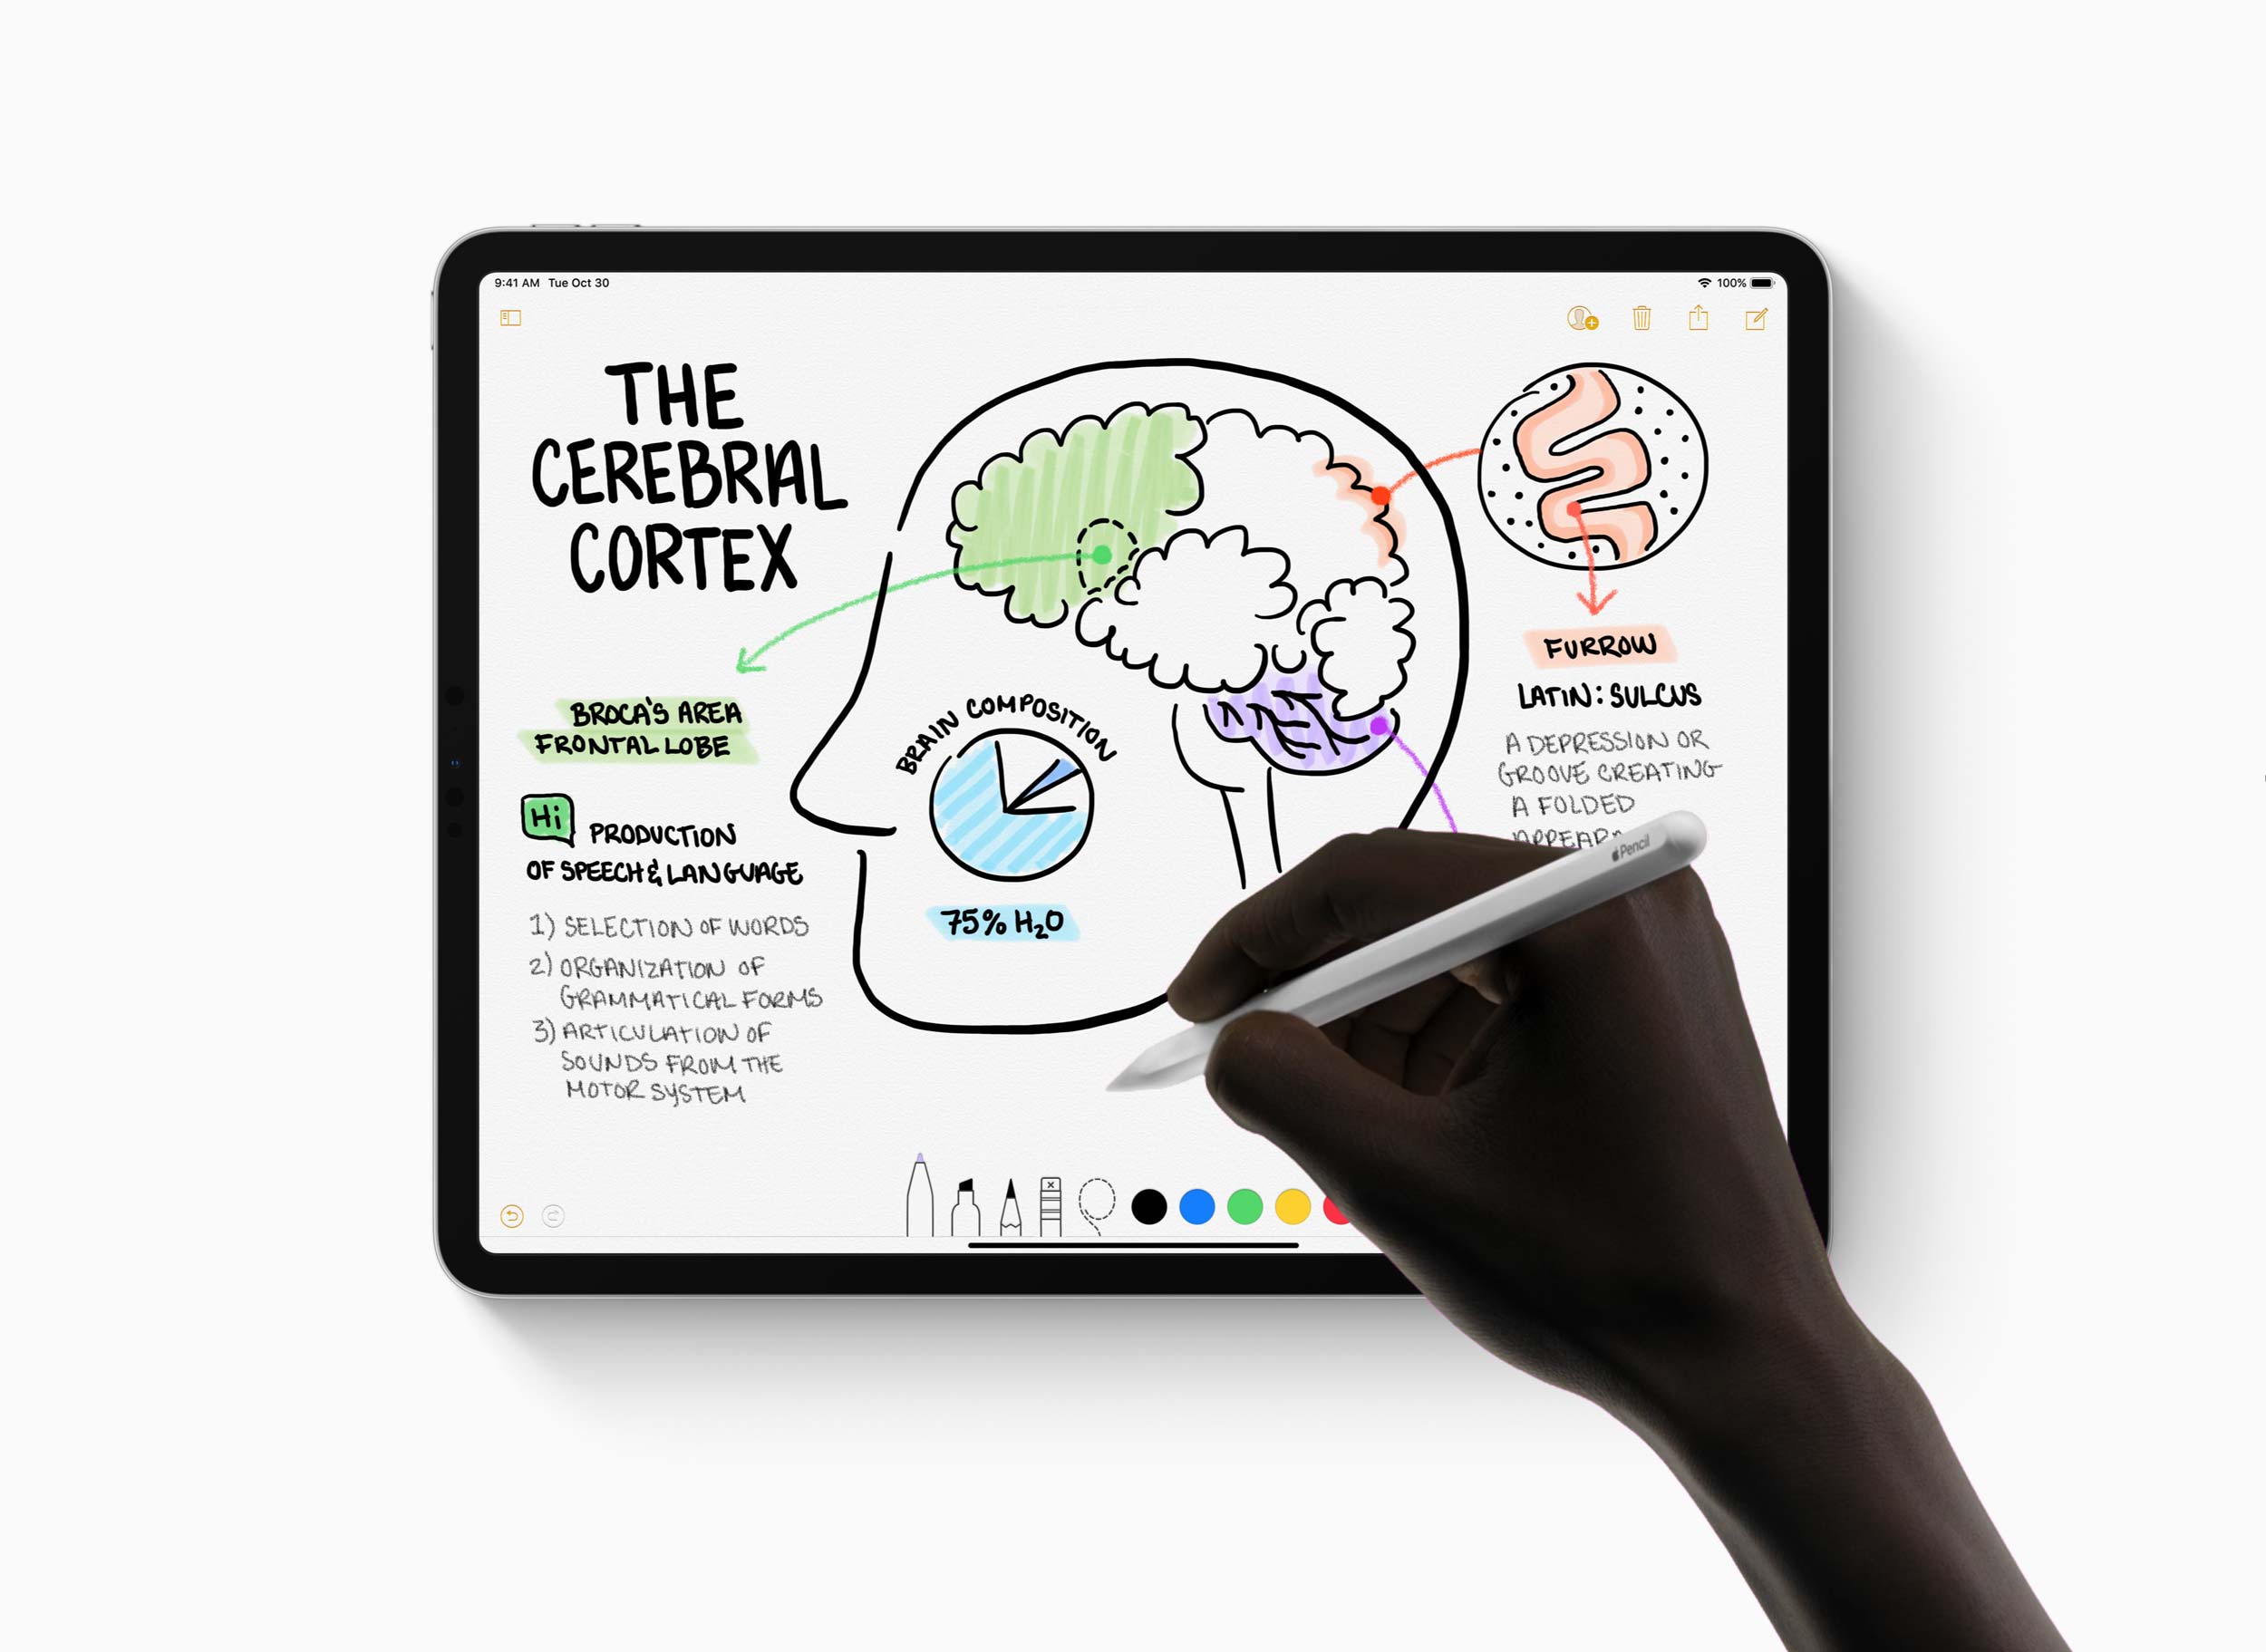 9:41 AM Tue Oct 30
100%
THE
CEREBRAL
CORTEX
BROCA'S AREA
FRONTAL LOBE
Hi PRODUCTION
OF SPEECH & LANGUAGE
1) SELECTION OF WORDS
2) ORGANIZATION OF
GRAMMATICAL FORMS
3) ARTICULATION OF
SOUNDS FROM THE
MOTOR SYSTEM
BRAIN COMPOSITION
75% H₂O
FURROW
LATIN: SULCUS
A DEPRESSION OR
GROOVE CREATING
A FOLDED
Pencil